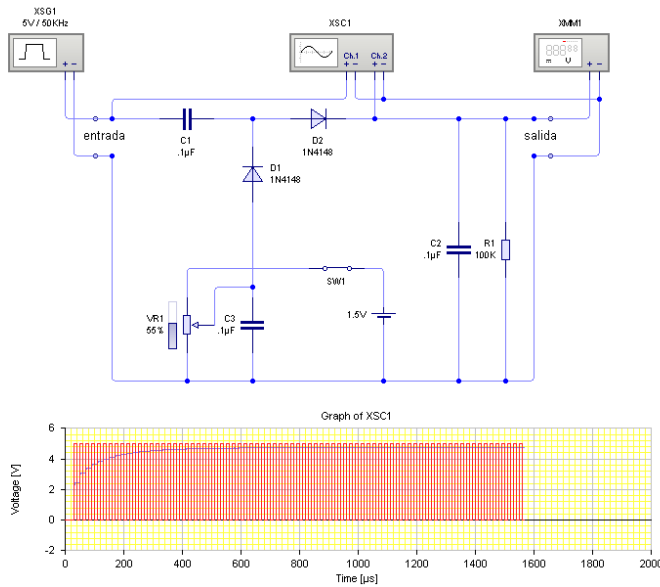 XSG1
5V / 50KHz
XSC1
XMM1
Ch.1 Ch.2
+ -
+ - + -
m V
+ -
entrada
C1
.1µF
D2
1N4148
salida
D1
1N4148
C2
.1µF
R1
100K
SW1
VR1
55%
C3
.1µF
1.5V
Graph of XSC1
Voltage [V]
6
4
2
0
-2
0 200 400 600 800 1000 1200 1400 1600 1800 2000
Time [µs]